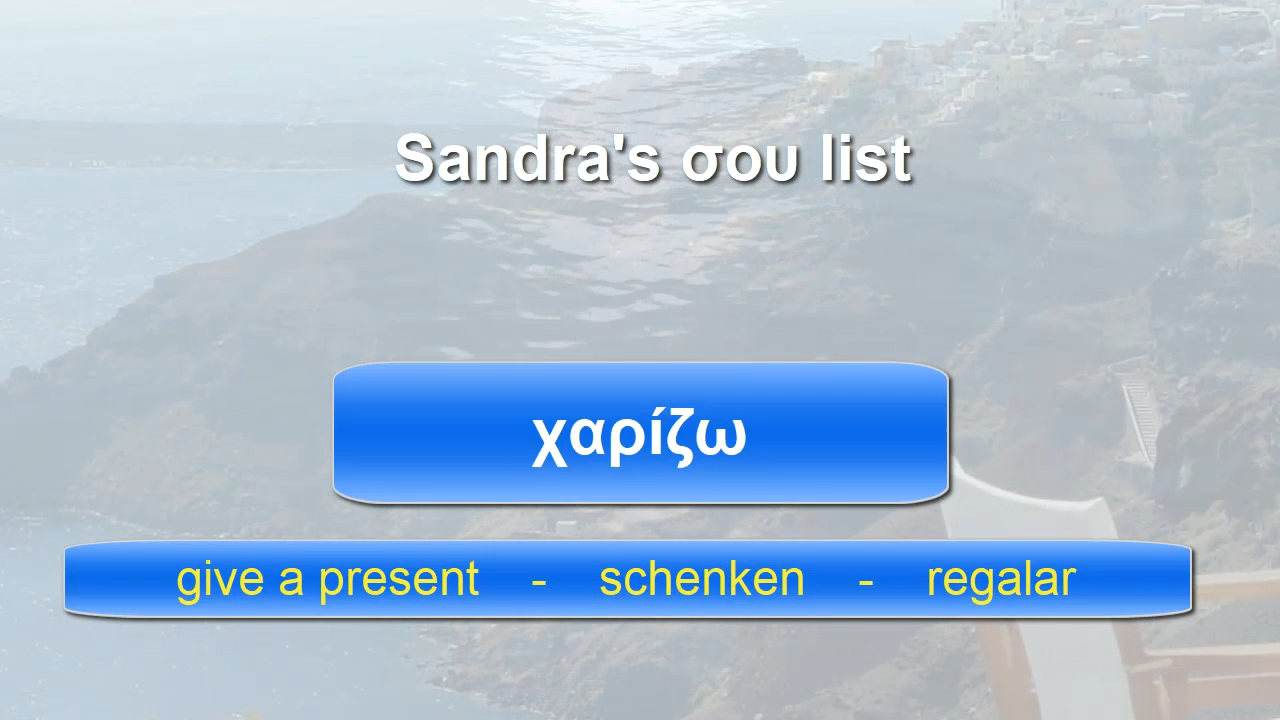 Sandra's σου list
χαρίζω
give a present - schenken - regalar